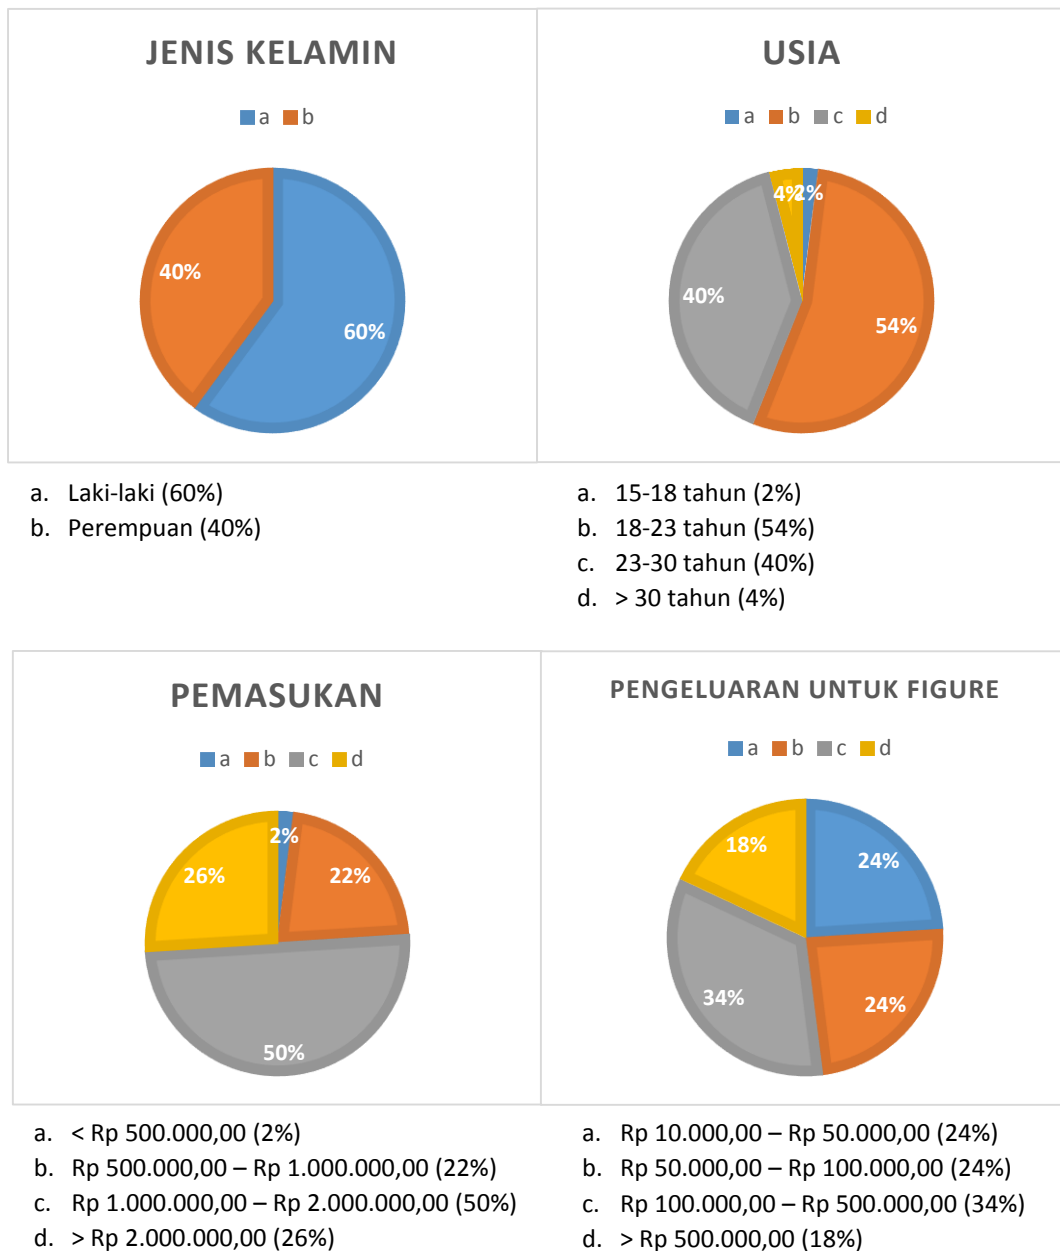 JENIS KELAMIN
a b
40%
60%
a. Laki-laki (60%)
b. Perempuan (40%)
USIA
a b c d
4% 2%
40%
54%
a. 15-18 tahun (2%)
b. 18-23 tahun (54%)
c. 23-30 tahun (40%)
d. > 30 tahun (4%)
PEMASUKAN
a b c d
2%
26% 22%
50%
a. < Rp 500.000,00 (2%)
b. Rp 500.000,00 – Rp 1.000.000,00 (22%)
c. Rp 1.000.000,00 – Rp 2.000.000,00 (50%)
d. > Rp 2.000.000,00 (26%)
PENGELUARAN UNTUK FIGURE
a b c d
18% 24%
34% 24%
a. Rp 10.000,00 – Rp 50.000,00 (24%)
b. Rp 50.000,00 – Rp 100.000,00 (24%)
c. Rp 100.000,00 – Rp 500.000,00 (34%)
d. > Rp 500.000,00 (18%)